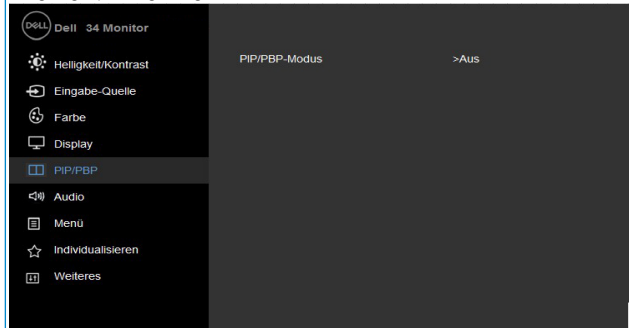 DELL Dell 34 Monitor
Helligkeit/Kontrast
PIP/PBP-Modus >Aus
Eingabe-Quelle
Farbe
Display
PIP/PBP
Audio
Menü
Individualisieren
Weiteres